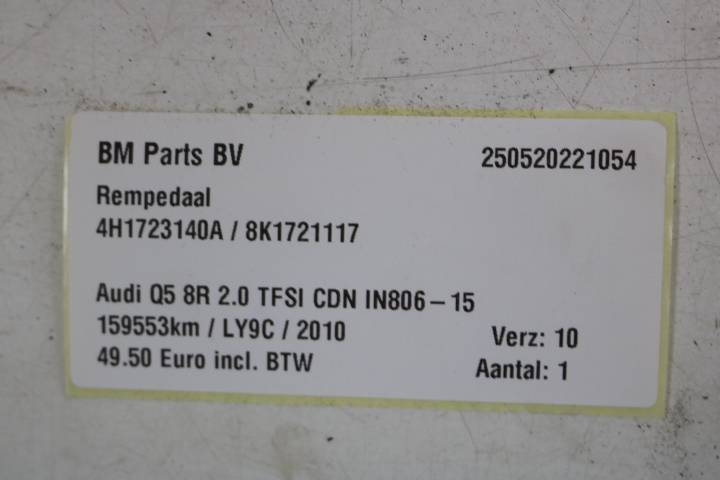 BM Parts BV 250520221054
Rempedaal
4H1723140A / 8K1721117
Audi Q5 8R 2.0 TFSI CDN IN806-15
159553km / LY9C / 2010 Verz: 10
49.50 Euro incl. BTW Aantal: 1